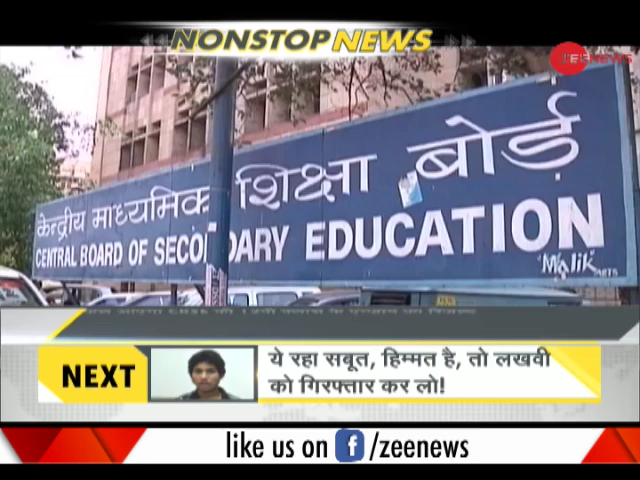 NONSTOP NEWS
ZEE NEWS
केन्द्रीय माध्यमिक शिक्षा बोर्ड
CENTRAL BOARD OF SECONDARY EDUCATION
Malik
ARTS
NEXT
ये रहा सबूत, हिम्मत है, तो लखवी
को गिरफ्तार कर लो!
like us on f/zeenews